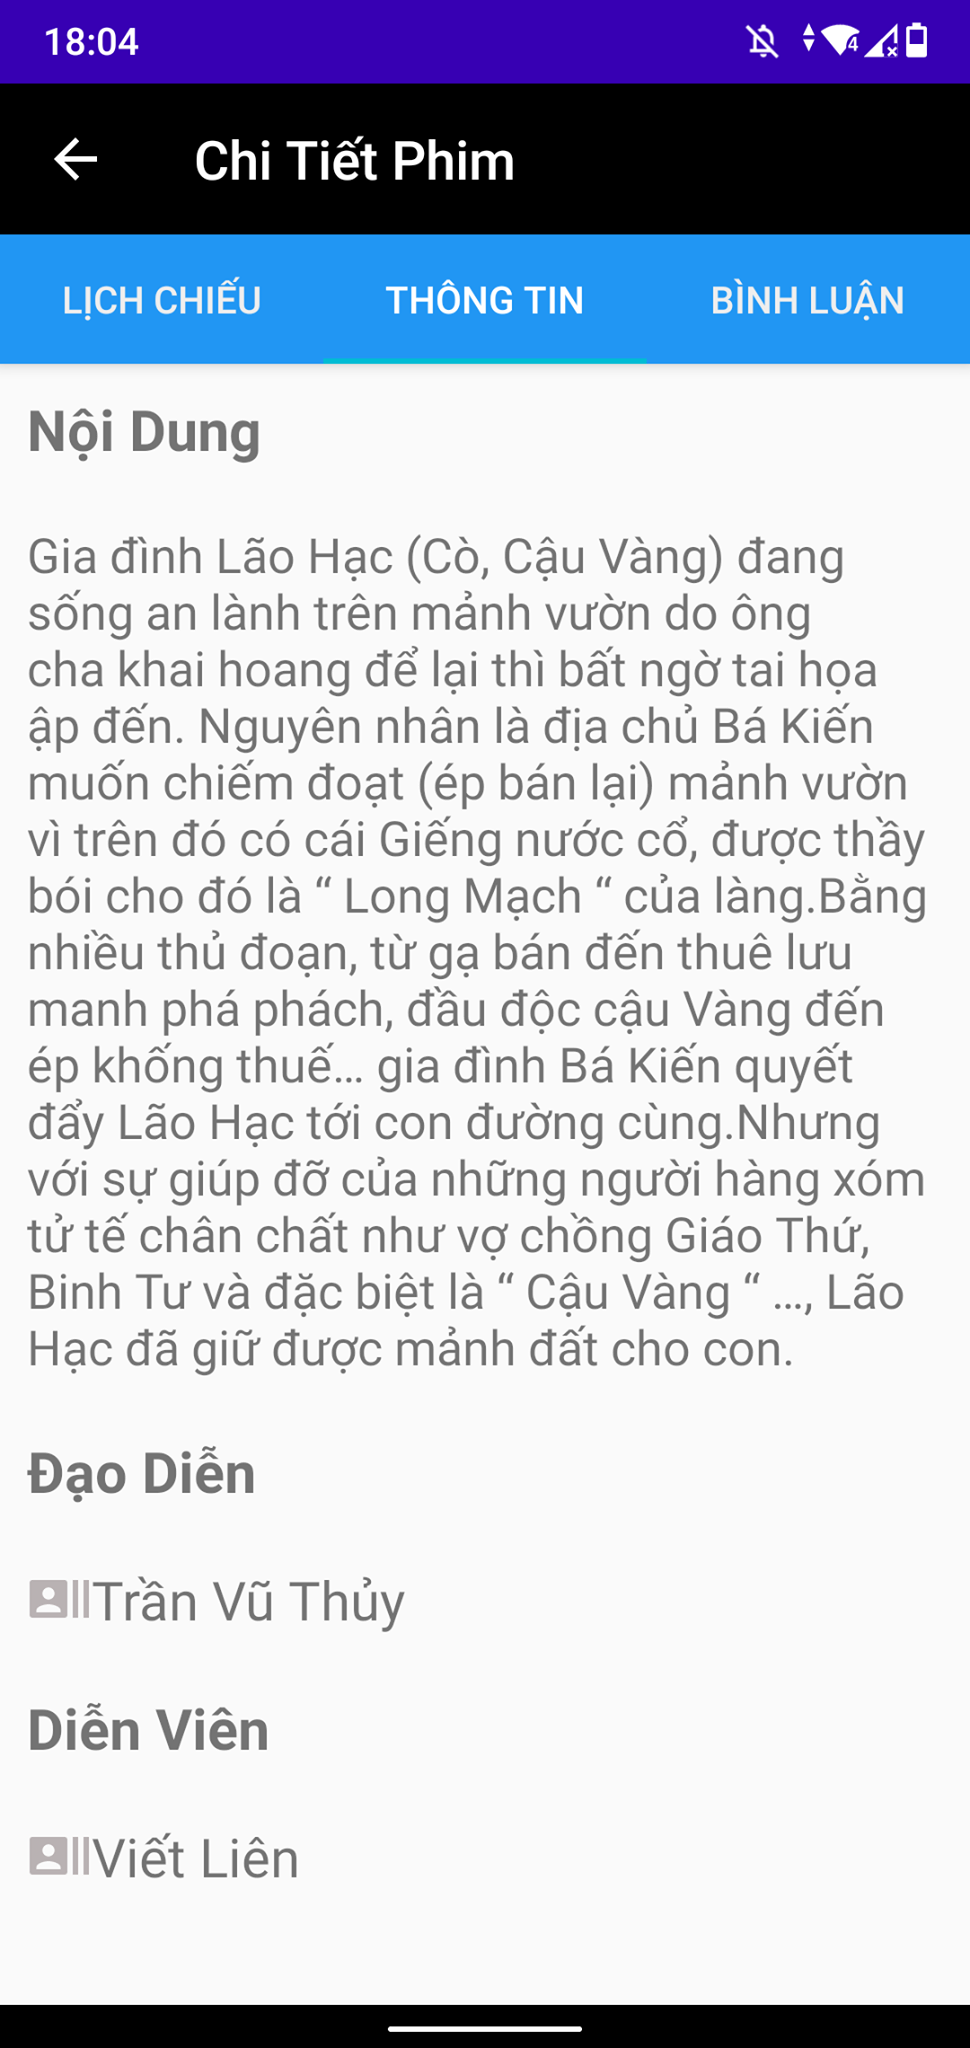 18:04
4
Chi Tiết Phim
LỊCH CHIẾU THÔNG TIN BÌNH LUẬN
Nội Dung
Gia đình Lão Hạc (Cò, Cậu Vàng) đang
sống an lành trên mảnh vườn do ông
cha khai hoang để lại thì bất ngờ tai họa
ập đến. Nguyên nhân là địa chủ Bá Kiến
muốn chiếm đoạt (ép bán lại) mảnh vườn
vì trên đó có cái Giếng nước cổ, được thầy
bói cho đó là “ Long Mạch “ của làng.Bằng
nhiều thủ đoạn, từ gạ bán đến thuê lưu
manh phá phách, đầu độc cậu Vàng đến
ép khống thuế... gia đình Bá Kiến quyết
đẩy Lão Hạc tới con đường cùng.Nhưng
với sự giúp đỡ của những người hàng xóm
tử tế chân chất như vợ chồng Giáo Thứ,
Binh Tư và đặc biệt là “ Cậu Vàng “ ..., Lão
Hạc đã giữ được mảnh đất cho con.
Đạo Diễn
Trần Vũ Thủy
Diễn Viên
Viết Liên